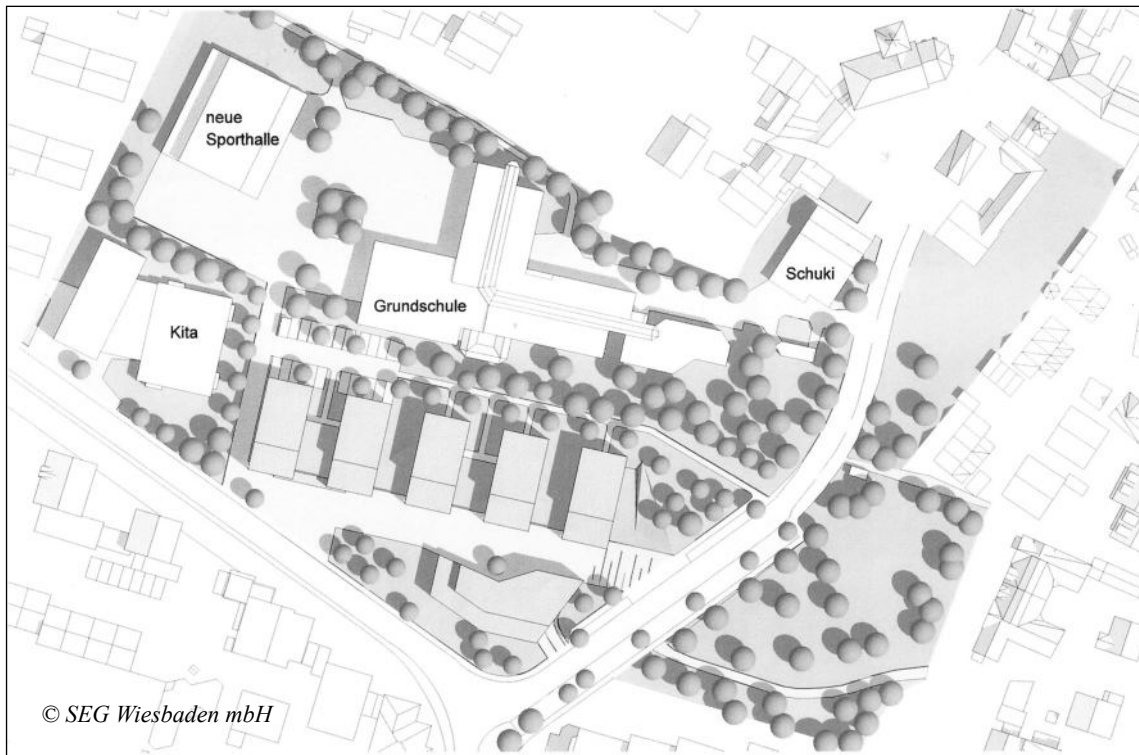 neue
Sporthalle
Schuki
Grundschule
Kita
© SEG Wiesbaden mbH